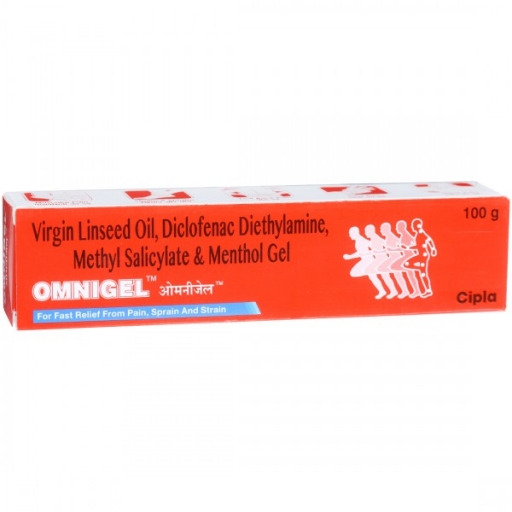 Virgin Linseed Oil, Diclofenac Diethylamine,
Methyl Salicylate & Menthol Gel
100 g
OMNIGEL™ ओमनीजेल™
For Fast Relief From Pain, Sprain And Strain
Cipla